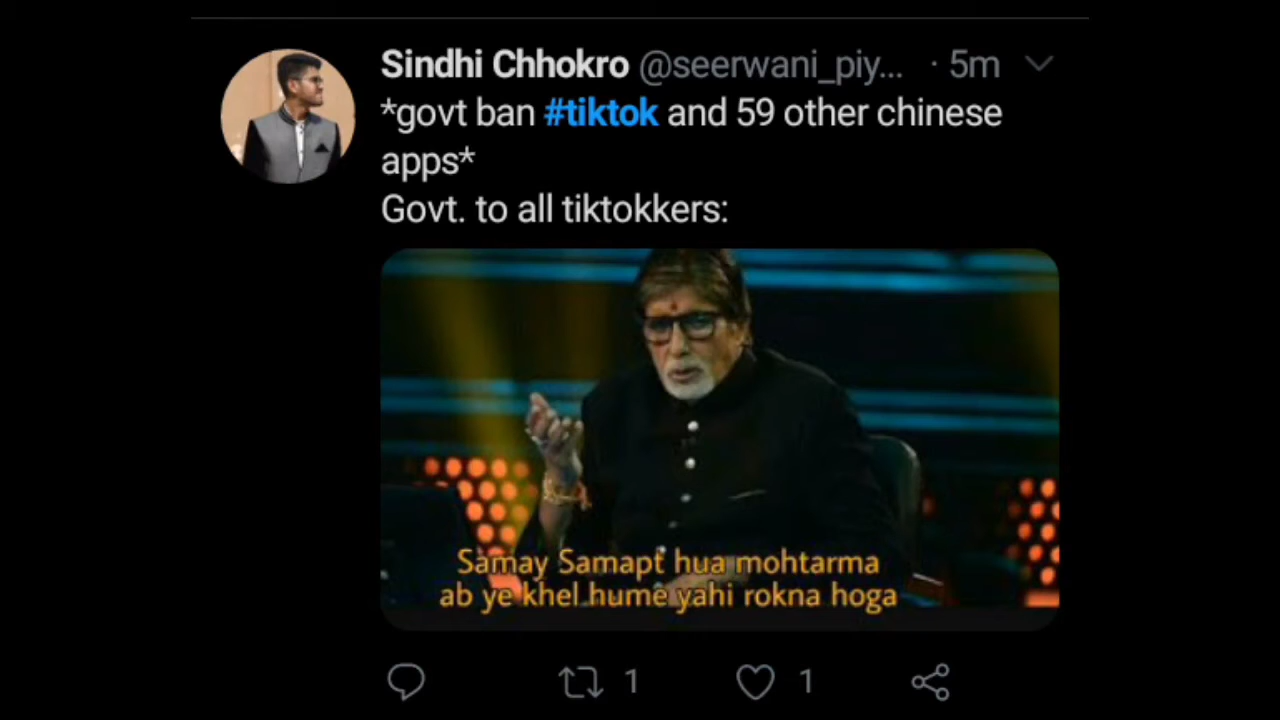 Sindhi Chhokro @seerwani_piy... · 5m
*govt ban #tiktok and 59 other chinese
apps*
Govt. to all tiktokkers:
Samay Samapt hua mohtarma
ab ye khel hume yahi rokna hoga
1 1